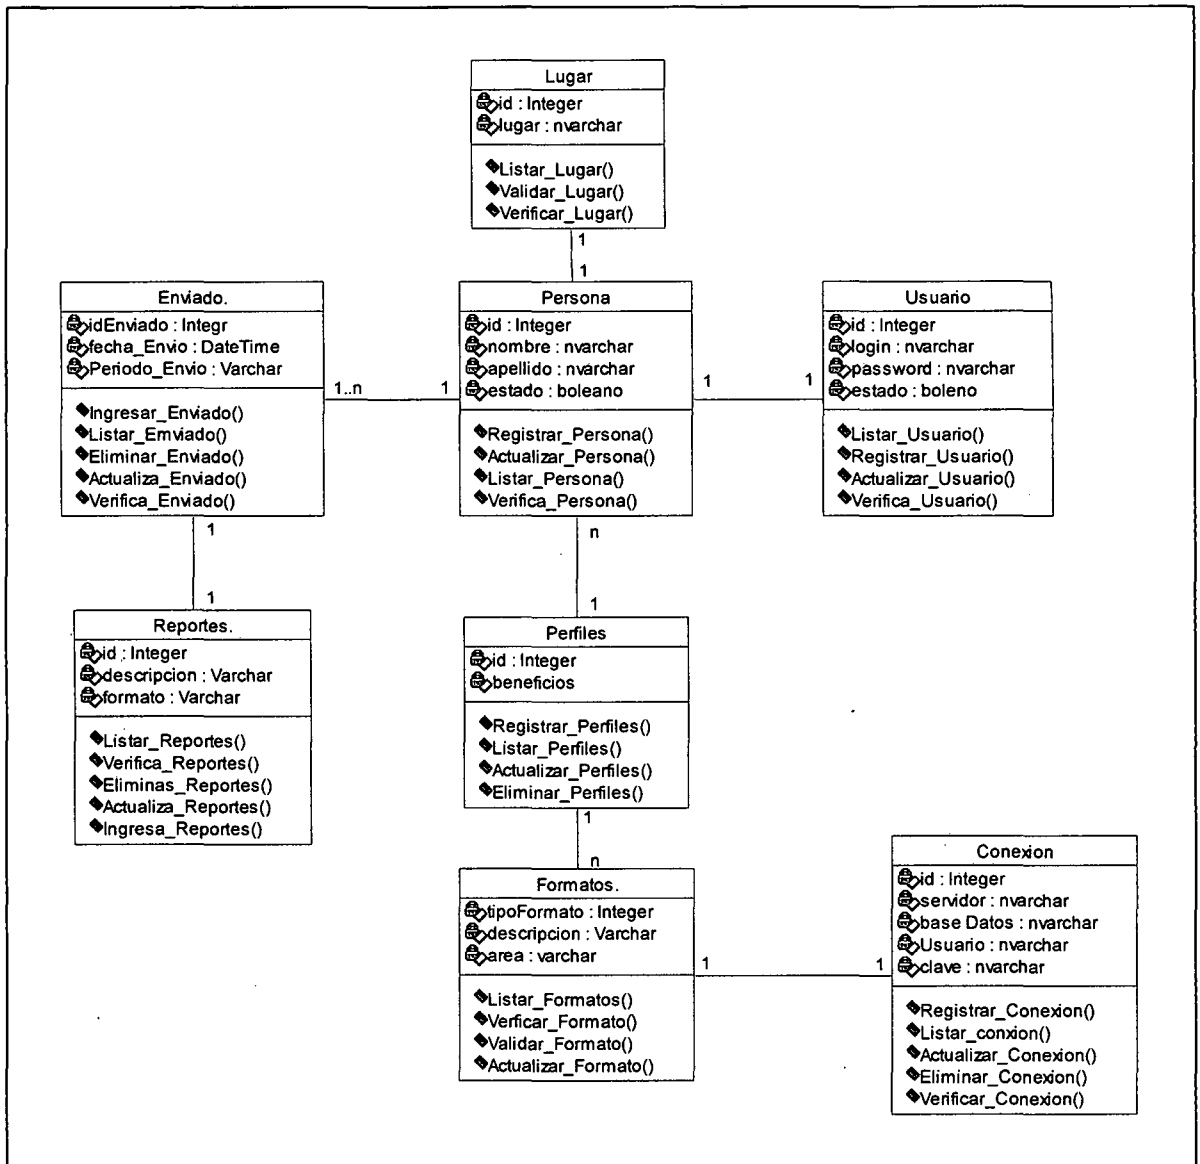 Lugar
id : Integer
lugar : nvarchar
Listar_Lugar()
Validar_Lugar()
Verificar_Lugar()
1
1
Enviado.
idEnviado : Integr
fecha_Envio : DateTime
Periodo_Envio : Varchar
Ingresar_Enviado()
Listar_Emviado()
Eliminar_Enviado()
Actualiza_Enviado()
Verifica_Enviado()
1..n
1
Persona
id : Integer
nombre : nvarchar
apellido : nvarchar
estado : boleano
Registrar_Persona()
Actualizar_Persona()
Listar_Persona()
Verifica_Persona()
1
1
Usuario
id : Integer
login : nvarchar
password : nvarchar
estado : boleno
Listar_Usuario()
Registrar_Usuario()
Actualizar_Usuario()
Verifica_Usuario()
1
1
n
1
Reportes.
id : Integer
descripcion : Varchar
formato : Varchar
Listar_Reportes()
Verifica_Reportes()
Eliminas_Reportes()
Actualiza_Reportes()
Ingresa_Reportes()
Perfiles
id : Integer
beneficios
Registrar_Perfiles()
Listar_Perfiles()
Actualizar_Perfiles()
Eliminar_Perfiles()
1
n
Formatos.
tipoFormato : Integer
descripcion : Varchar
area : varchar
Listar_Formatos()
Verficar_Formato()
Validar_Formato()
Actualizar_Formato()
1
1
Conexion
id : Integer
servidor : nvarchar
base Datos : nvarchar
Usuario : nvarchar
clave : nvarchar
Registrar_Conexion()
Listar_conxion()
Actualizar_Conexion()
Eliminar_Conexion()
Verificar_Conexion()